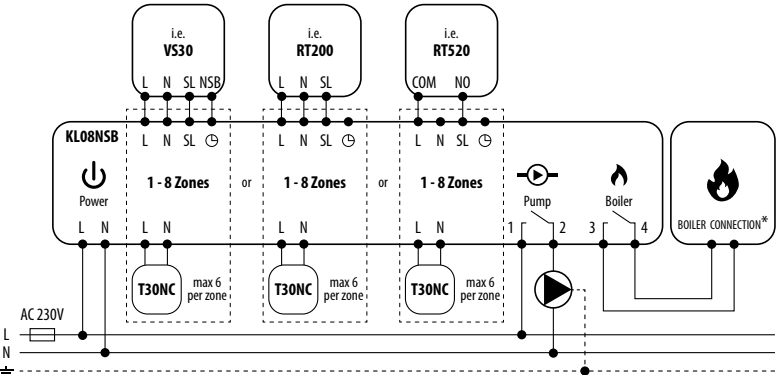 i.e. i.e. i.e.
VS30 RT200 RT520
L N SL NSB L N SL COM NO
KL08NSB L N SL L N SL L N SL
1 - 8 Zones or 1 - 8 Zones or 1 - 8 Zones
Power Pump Boiler BOILER CONNECTION*
L N L N L N L N 1 2 3 4
T30NC max 6 T30NC max 6 T30NC max 6
per zone per zone per zone
AC 230V
L
N